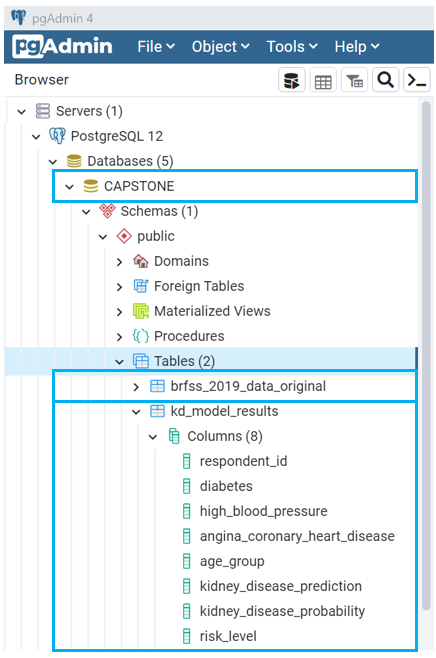 pgAdmin 4
pgAdmin File Object Tools Help
Browser
Servers (1)
PostgreSQL 12
Databases (5)
CAPSTONE
Schemas (1)
public
Domains
Foreign Tables
Materialized Views
Procedures
Tables (2)
brfss_2019_data_original
kd_model_results
Columns (8)
respondent_id
diabetes
high_blood_pressure
angina_coronary_heart_disease
age_group
kidney_disease_prediction
kidney_disease_probability
risk_level